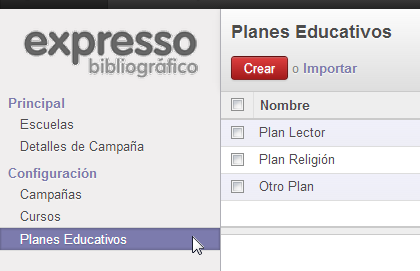 expresso
bibliográfico
Principal
Escuelas
Detalles de Campaña
Configuración
Campañas
Cursos
Planes Educativos
Planes Educativos
Crear o Importar
Nombre
Plan Lector
Plan Religión
Otro Plan